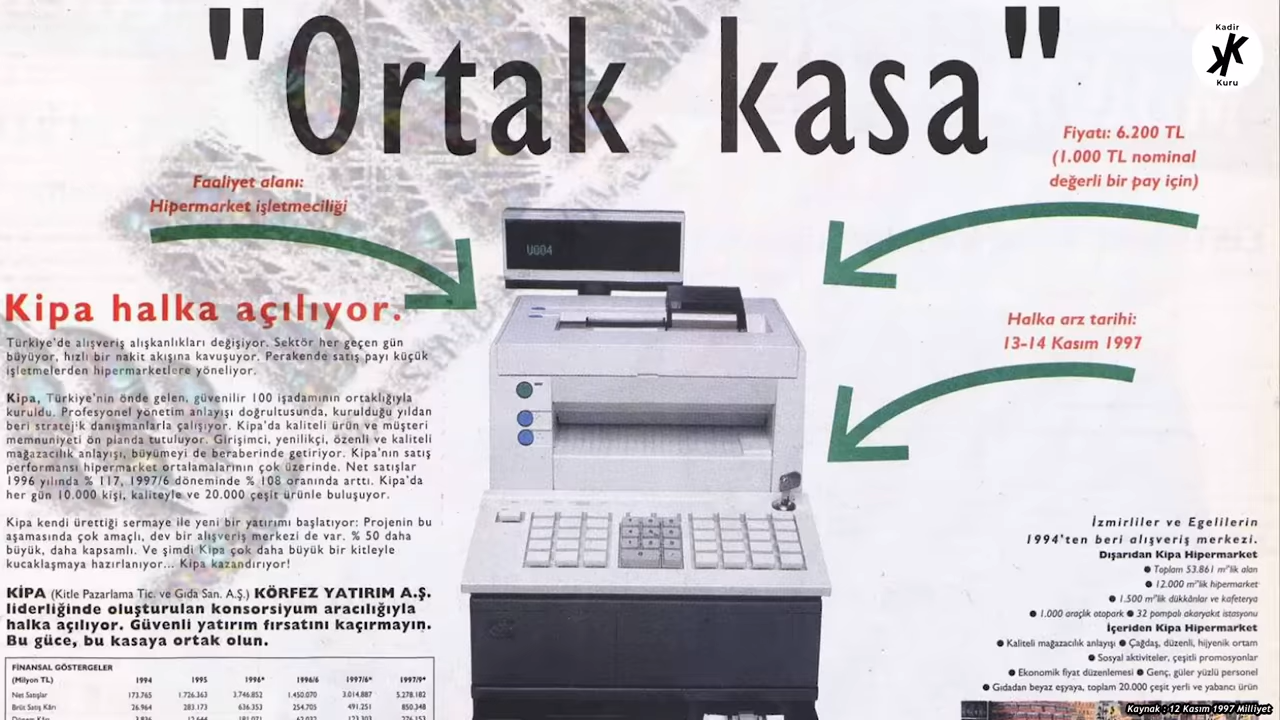 "Ortak kasa"
Kadir
KK
Kuru
Fiyatı: 6.200 TL
(1.000 TL nominal
değerli bir pay için)
Faaliyet alanı:
Hipermarket işletmeciliği
V004
Kipa halka açılıyor.
Türkiye'de alışveriş alışkanlıkları değişiyor. Sektör her geçen gün
büyüyor, hızlı bir nakit akışına kavuşuyor. Perakende satış payı küçük
işletmelerden hipermarketlere yöneliyor.
Kipa, Türkiye'nin önde gelen, güvenilir 100 işadamının ortaklığıyla
kuruldu. Profesyonel yönetim anlayışı doğrultusunda, kurulduğu yıldan
beri stratejik danışmanlarla çalışıyor. Kipa'da kaliteli ürün ve müşteri
memnuniyeti ön planda tutuluyor. Girişimci, yenilikçi, özenli ve kaliteli
mağazacılık anlayışı, büyümeyi de beraberinde getiriyor. Kipa'nın satış
performansı hipermarket ortalamalarının çok üzerinde. Net satışlar
1996 yılında % 117, 1997/6 döneminde % 108 oranında arttı. Kipa'da
her gün 10.000 kişi, kaliteyle ve 20.000 çeşit ürünle buluşuyor.
Kipa kendi ürettiği sermaye ile yeni bir yatırımı başlatıyor: Projenin bu
aşamasında çok amaçlı, dev bir alışveriş merkezi de var. % 50 daha
büyük, daha kapsamlı. Ve şimdi Kipa çok daha büyük bir kitleyle
kucaklaşmaya hazırlanıyor... Kipa kazandırıyor!
KİPA (Kitle Pazarlama Tic. ve Gıda San. A.Ş.) KÖRFEZ YATIRIM A.Ş.
liderliğinde oluşturulan konsorsiyum aracılığıyla
halka açılıyor. Güvenli yatırım fırsatını kaçırmayın.
Bu güce, bu kasaya ortak olun.
FİNANSAL GÖSTERGELER
(Milyon TL) 1994 1995 1996* 1996/6 1997/6* 1997/9*
Net Satışlar 173.765 1.726.363 3.746.852 1.450.070 3.014.887 5.278.182
Brüt Satış Kârı 26.964 283.173 636.353 254.705 491.251 850.348
Halka arz tarihi:
13-14 Kasım 1997
İzmirliler ve Egelilerin
1994'ten beri alışveriş merkezi.
Dışarıdan Kipa Hipermarket
● Toplam 53.861 m²'lik alan
● 12.000 m²'lik hipermarket
● 1.500 m²'lik dükkânlar ve kafeterya
● 1.000 araçlık otopark ● 32 pompalı akaryakıt istasyonu
İçeriden Kipa Hipermarket
● Kaliteli mağazacılık anlayışı ● Çağdaş, düzenli, hijyenik ortam
● Sosyal aktiviteler, çeşitli promosyonlar
● Ekonomik fiyat düzenlemesi ● Genç, güler yüzlü personel
● Gıdadan beyaz eşyaya, toplam 20.000 çeşit yerli ve yabancı ürün
Kaynak : 12 Kasım 1997 Milliyet